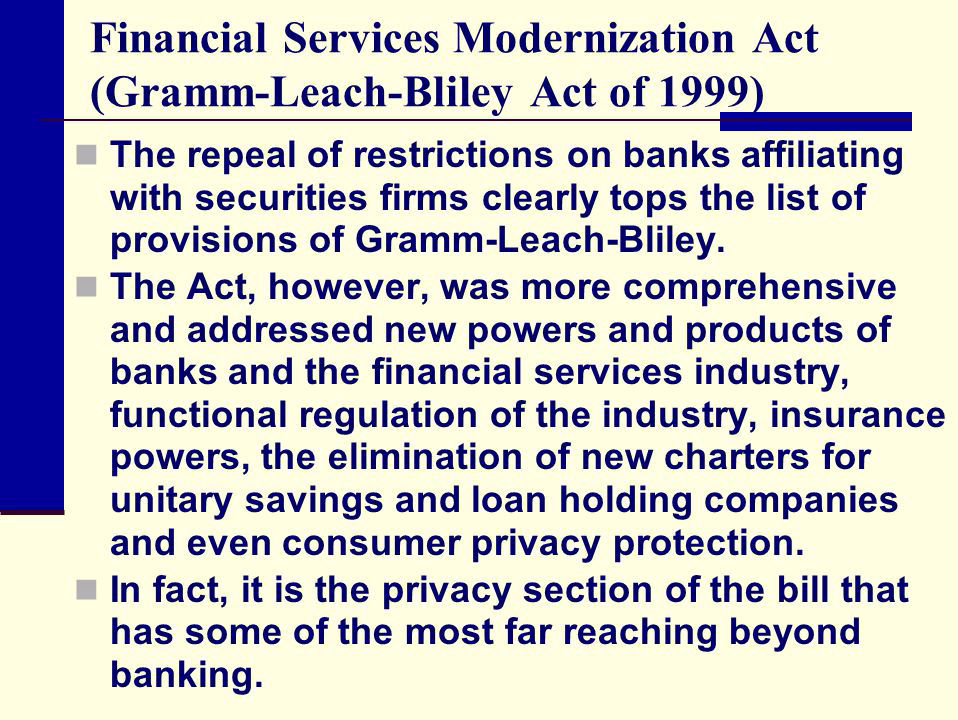 Financial Services Modernization Act
(Gramm-Leach-Bliley Act of 1999)
The repeal of restrictions on banks affiliating
with securities firms clearly tops the list of
provisions of Gramm-Leach-Bliley.
The Act, however, was more comprehensive
and addressed new powers and products of
banks and the financial services industry,
functional regulation of the industry, insurance
powers, the elimination of new charters for
unitary savings and loan holding companies
and even consumer privacy protection.
In fact, it is the privacy section of the bill that
has some of the most far reaching beyond
banking.